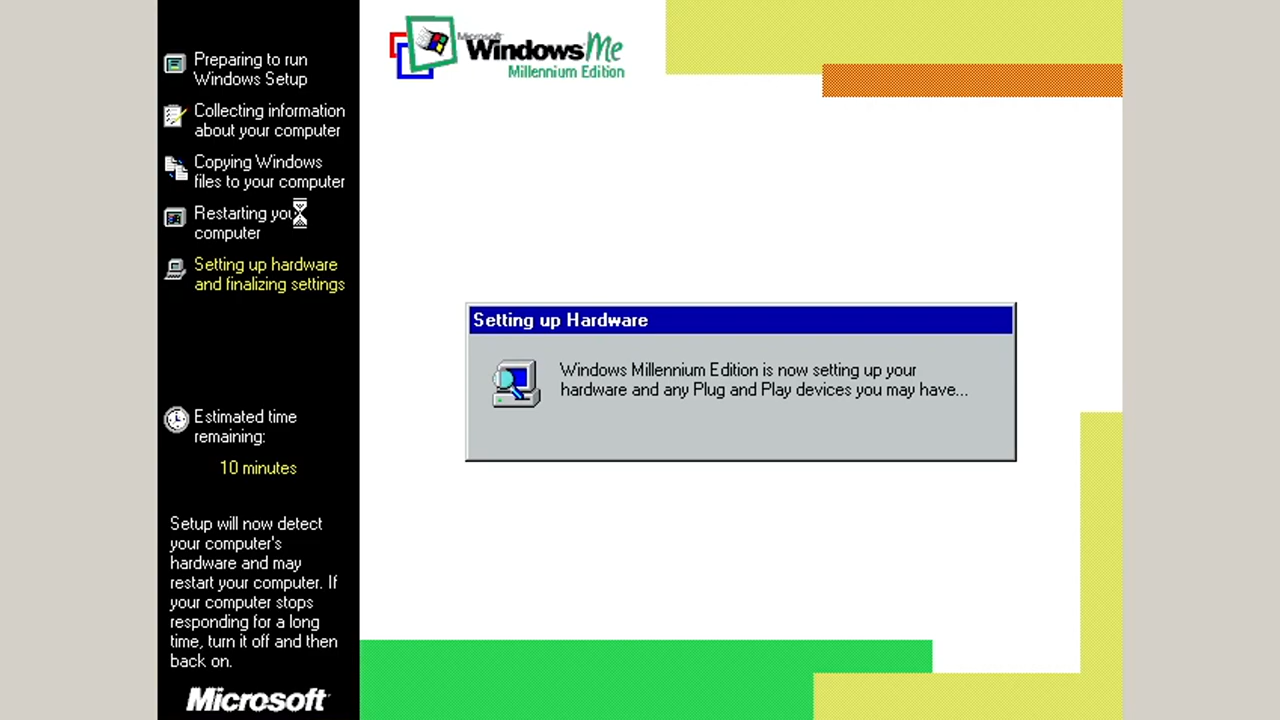 Preparing to run
Windows Setup
Collecting information
about your computer
Copying Windows
files to your computer
Restarting you
computer
Setting up hardware
and finalizing settings
Estimated time
remaining:
10 minutes
Setup will now detect
your computer's
hardware and may
restart your computer. If
your computer stops
responding for a long
time, turn it off and then
back on.
Microsoft
Microsoft
Windows Me
Millennium Edition
Setting up Hardware
Windows Millennium Edition is now setting up your
hardware and any Plug and Play devices you may have...